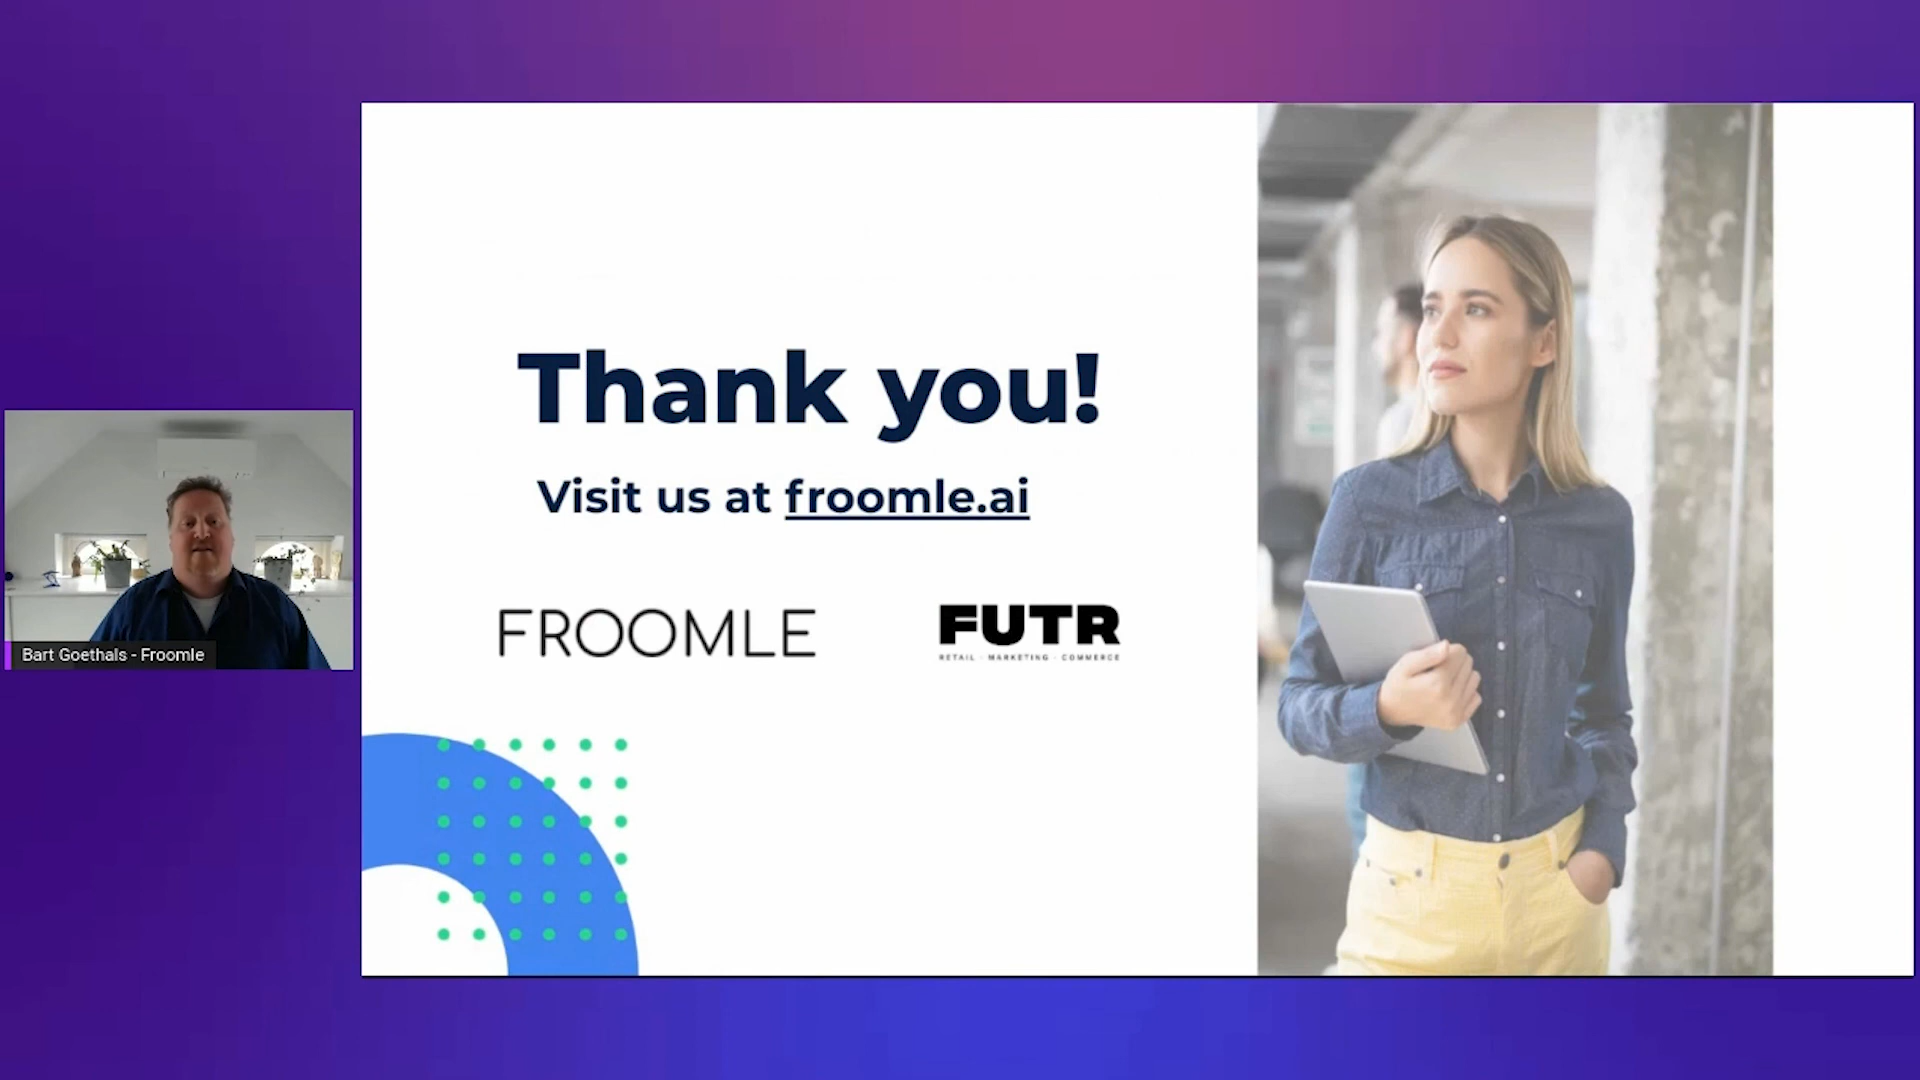 Thank you!
Visit us at froomle.ai
FROOMLE
FUTR
RETAIL · MARKETING · COMMERCE
Bart Goethals - Froomle